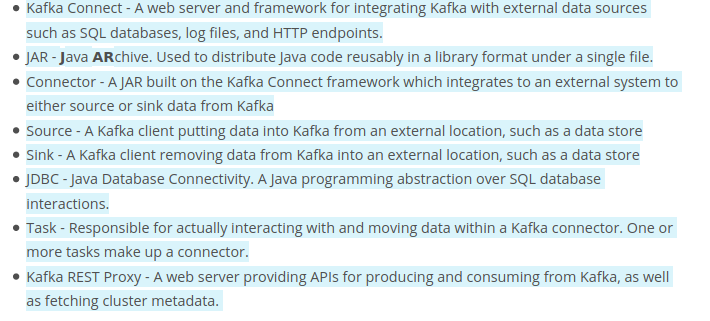 • Kafka Connect - A web server and framework for integrating Kafka with external data sources
such as SQL databases, log files, and HTTP endpoints.
• JAR - Java ARchive. Used to distribute Java code reusably in a library format under a single file.
• Connector - A JAR built on the Kafka Connect framework which integrates to an external system to
either source or sink data from Kafka
• Source - A Kafka client putting data into Kafka from an external location, such as a data store
• Sink - A Kafka client removing data from Kafka into an external location, such as a data store
• JDBC - Java Database Connectivity. A Java programming abstraction over SQL database
interactions.
• Task - Responsible for actually interacting with and moving data within a Kafka connector. One or
more tasks make up a connector.
• Kafka REST Proxy - A web server providing APIs for producing and consuming from Kafka, as well
as fetching cluster metadata.